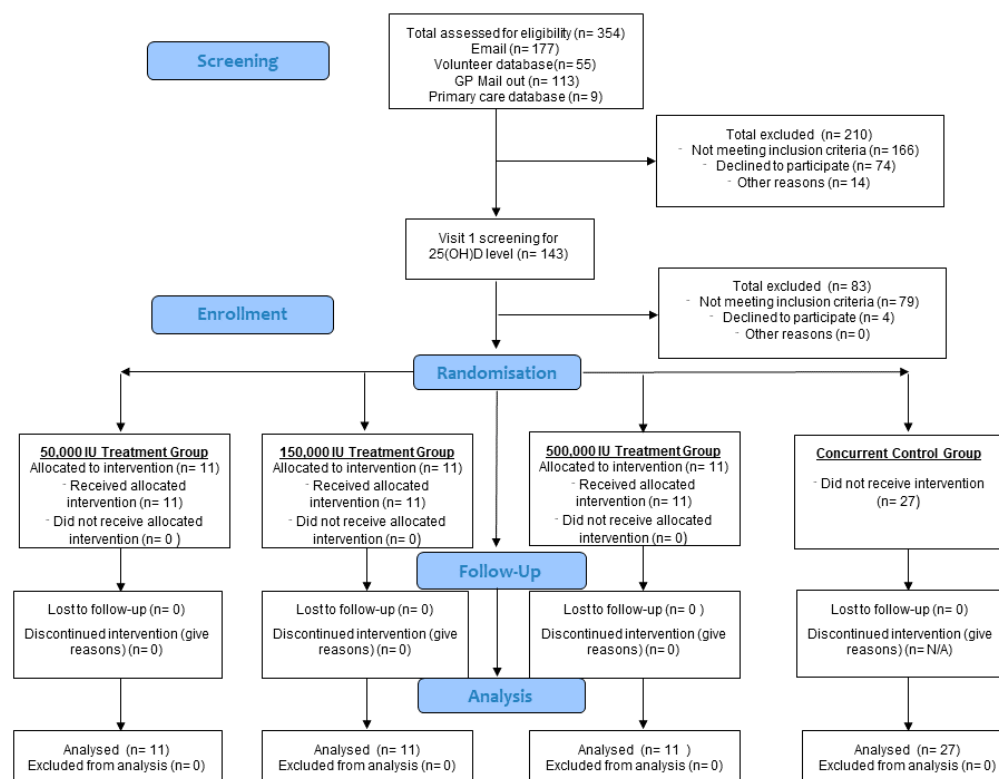 Screening
Total assessed for eligibility (n= 354)
Email (n= 177)
Volunteer database(n= 55)
GP Mail out (n= 113)
Primary care database (n= 9)
Total excluded (n= 210)
- Not meeting inclusion criteria (n= 166)
- Declined to participate (n= 74)
- Other reasons (n= 14)
Visit 1 screening for
25(OH)D level (n= 143)
Enrollment
Total excluded (n= 83)
- Not meeting inclusion criteria (n= 79)
- Declined to participate (n= 4)
- Other reasons (n= 0)
Randomisation
50,000 IU Treatment Group
Allocated to intervention (n= 11)
- Received allocated
intervention (n= 11)
- Did not receive allocated
intervention (n= 0 )
150,000 IU Treatment Group
Allocated to intervention (n= 11)
- Received allocated
intervention (n= 11)
- Did not receive allocated
intervention (n= 0)
500,000 IU Treatment Group
Allocated to intervention (n= 11)
- Received allocated
intervention (n= 11)
- Did not receive allocated
intervention (n= 0)
Concurrent Control Group
- Did not receive intervention
(n= 27)
Follow-Up
Lost to follow-up (n= 0)
Discontinued intervention (give
reasons) (n= 0)
Lost to follow-up (n= 0)
Discontinued intervention (give
reasons) (n= 0)
Lost to follow-up (n= 0 )
Discontinued intervention (give
reasons) (n= 0)
Lost to follow-up (n= 0)
Discontinued intervention (give
reasons) (n= N/A)
Analysis
Analysed (n= 11)
Excluded from analysis (n= 0)
Analysed (n= 11)
Excluded from analysis (n= 0)
Analysed (n= 11 )
Excluded from analysis (n= 0)
Analysed (n= 27)
Excluded from analysis (n= 0)